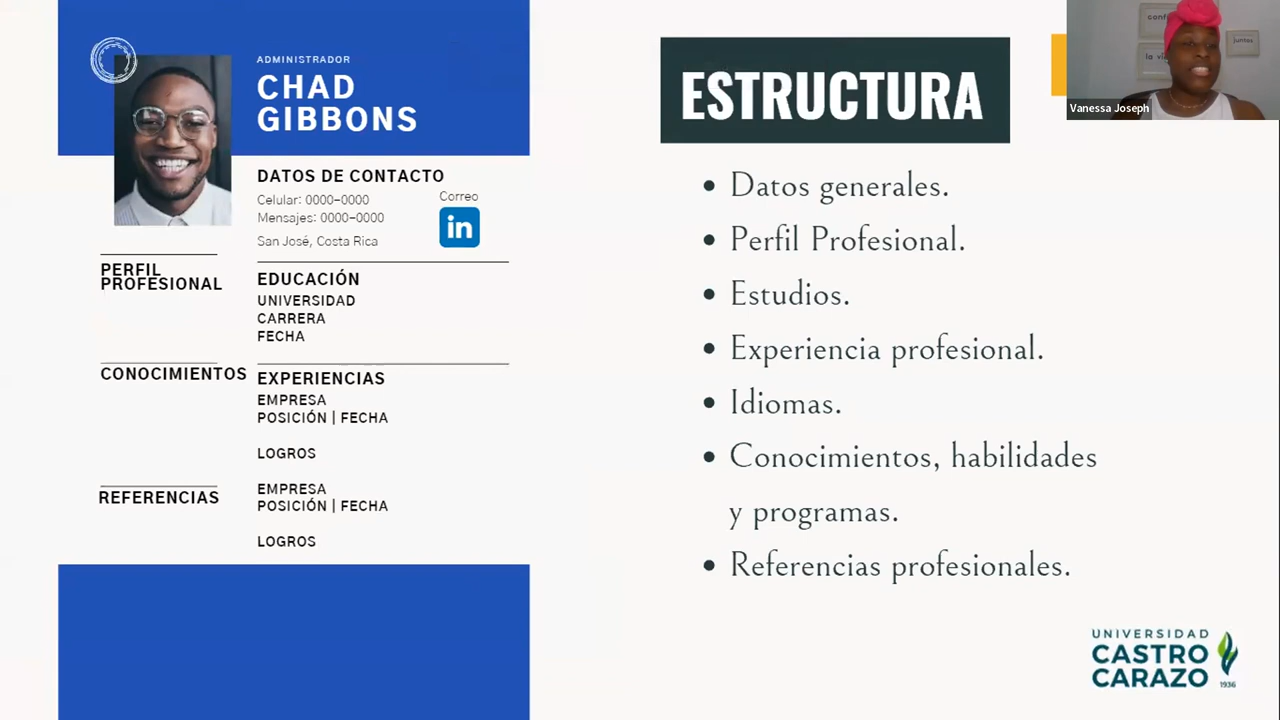 ADMINISTRADOR
CHAD
GIBBONS
DATOS DE CONTACTO
Celular: 0000-0000
Mensajes: 0000-0000
San José, Costa Rica
Correo
in
PERFIL
PROFESIONAL
EDUCACIÓN
UNIVERSIDAD
CARRERA
FECHA
CONOCIMIENTOS
EXPERIENCIAS
EMPRESA
POSICIÓN | FECHA
LOGROS
REFERENCIAS
EMPRESA
POSICIÓN | FECHA
LOGROS
ESTRUCTURA
• Datos generales.
• Perfil Profesional.
• Estudios.
• Experiencia profesional.
• Idiomas.
• Conocimientos, habilidades
y programas.
• Referencias profesionales.
juntos
Vanessa Joseph
UNIVERSIDAD
CASTRO
CARAZO
1936